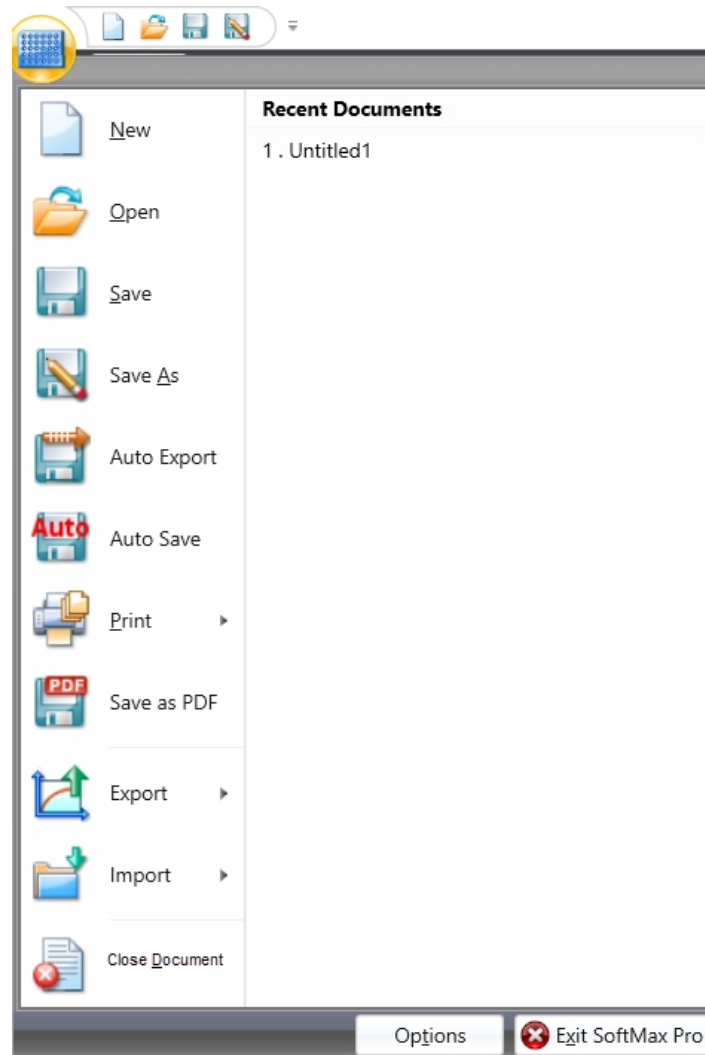 Recent Documents
1 . Untitled1
New
Open
Save
Save As
Auto Export
Auto
Auto Save
Print
PDF
Save as PDF
Export
Import
Close Document
Options
Exit SoftMax Pro